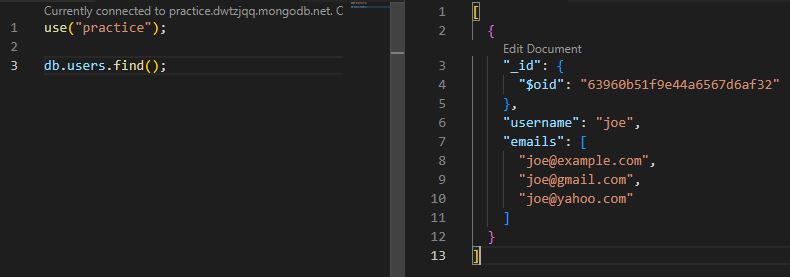 Currently connected to practice.dwtzjqq.mongodb.net. C
1 use("practice");
2
3 db.users.find();
1 [
2 {
Edit Document
3 "_id": {
4 "$oid": "63960b51f9e44a6567d6af32"
5 },
6 "username": "joe",
7 "emails": [
8 "joe@example.com",
9 "joe@gmail.com",
10 "joe@yahoo.com"
11 ]
12 }
13 ]